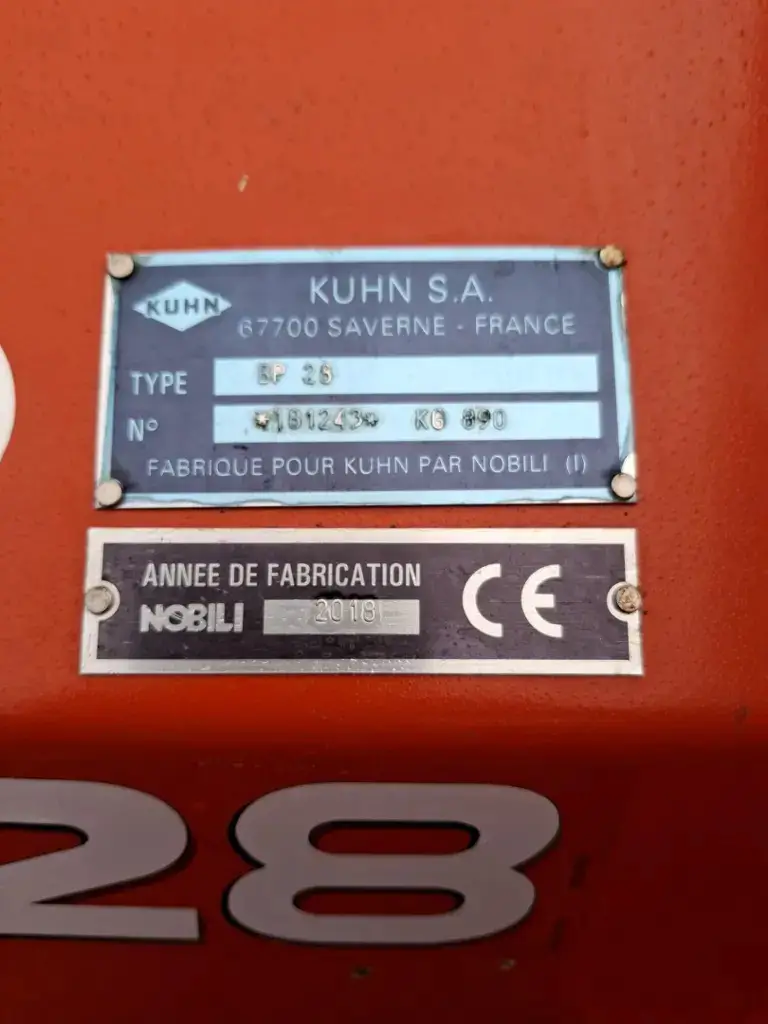 KUHN
KUHN S.A.
67700 SAVERNE - FRANCE
TYPE BP 28
N° *181243* KG 890
FABRIQUE POUR KUHN PAR NOBILI (I)
ANNEE DE FABRICATION
NOBILI 2018 CE
28